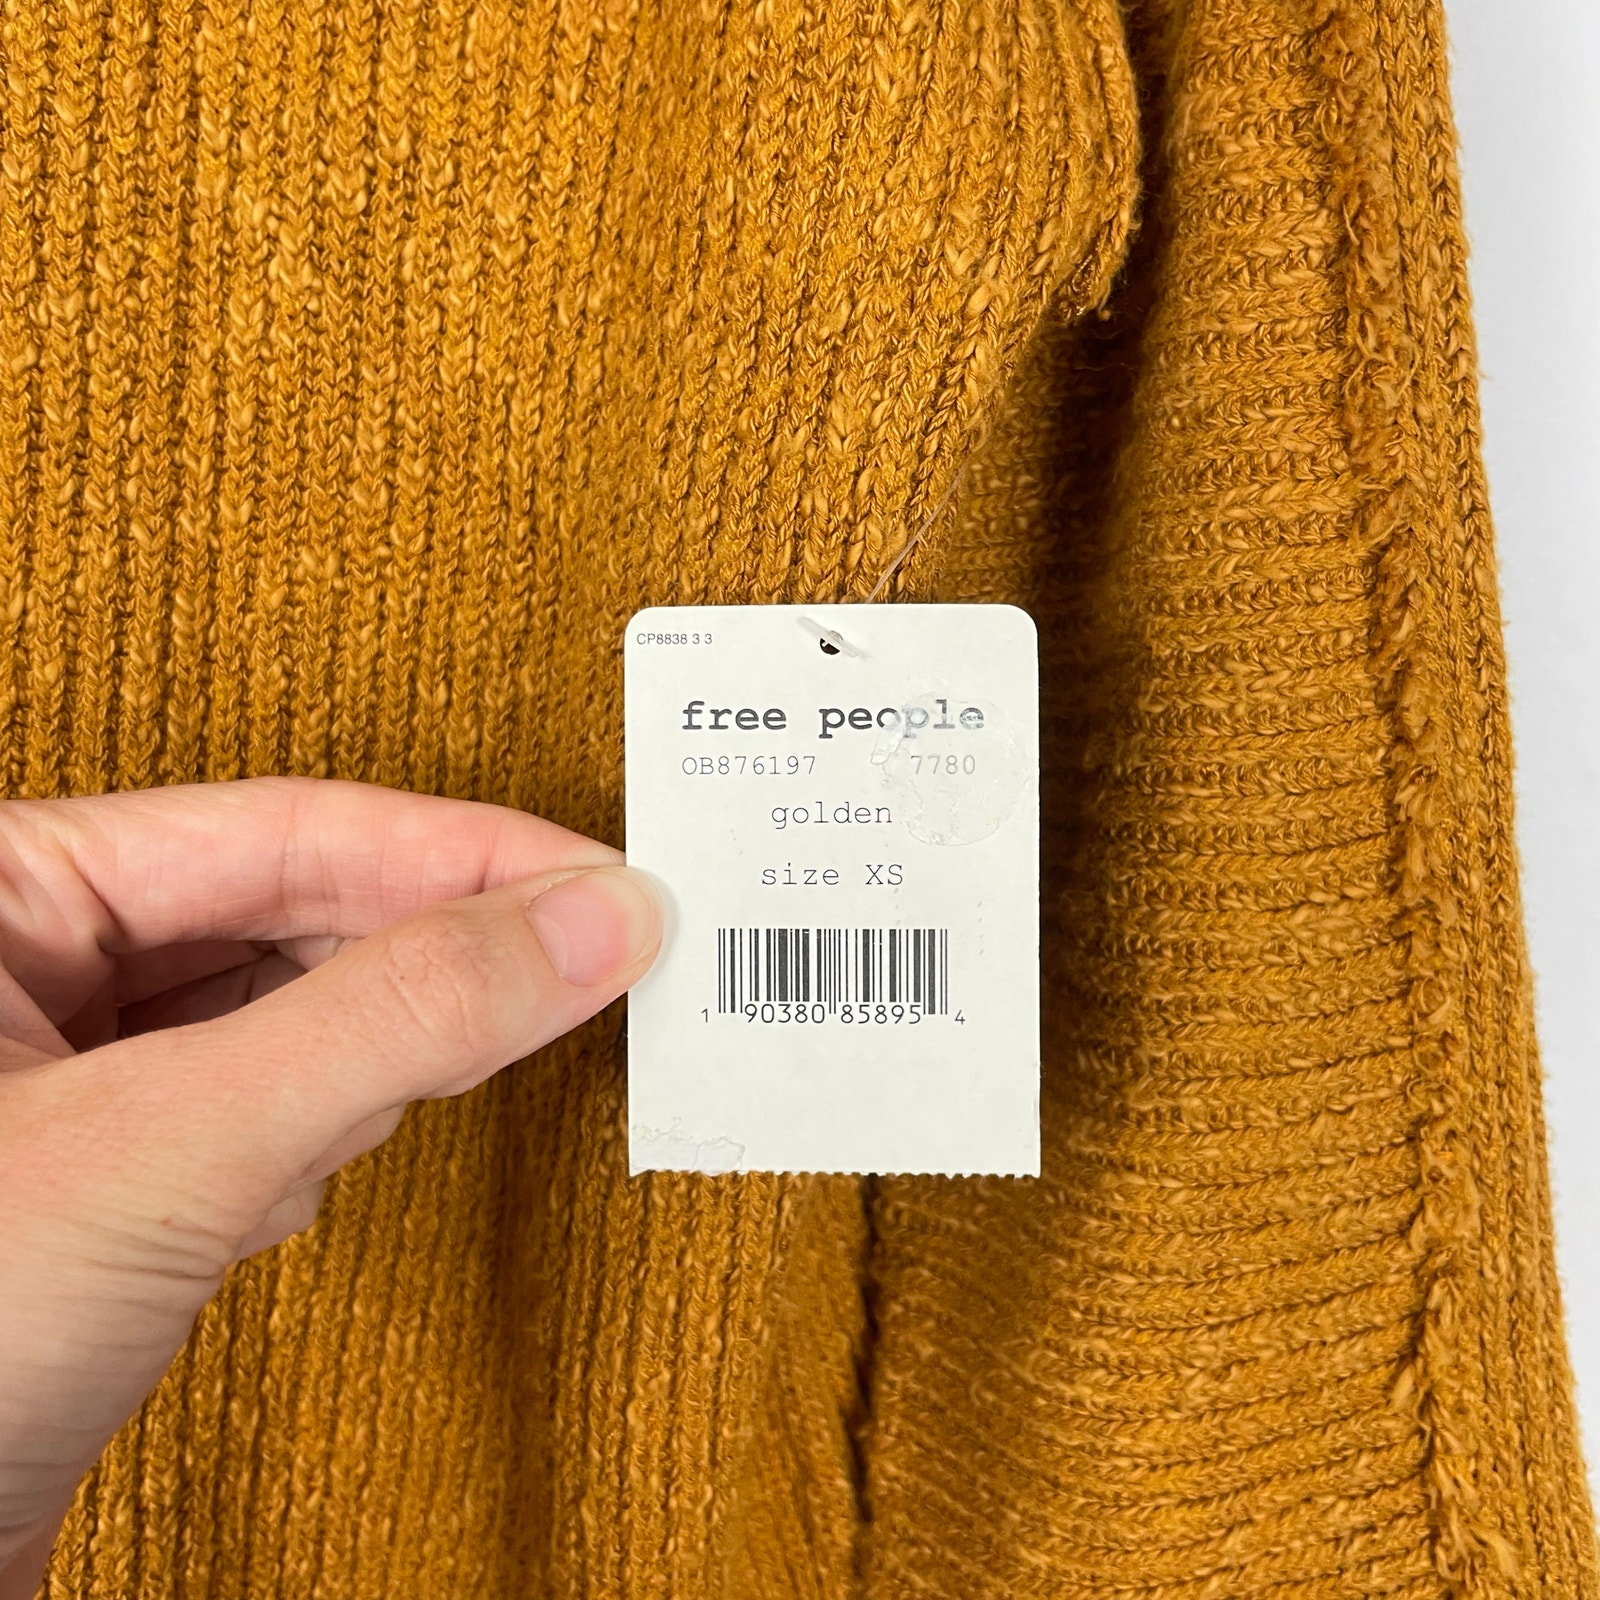 CP8838 3 3
free people
OB876197 7780
golden
size XS
1 90380 85895 4